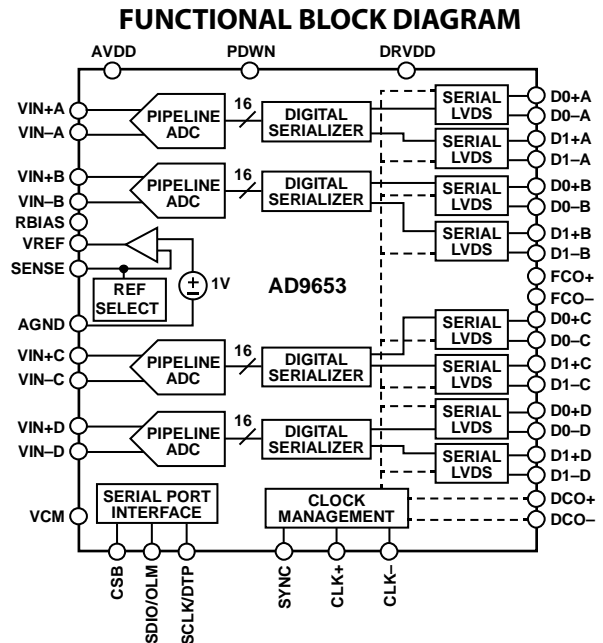 FUNCTIONAL BLOCK DIAGRAM
AVDD
PDWN
DRVDD
VIN+A
VIN–A
PIPELINE
ADC
16
DIGITAL
SERIALIZER
SERIAL
LVDS
D0+A
D0–A
SERIAL
LVDS
D1+A
D1–A
VIN+B
VIN–B
PIPELINE
ADC
16
DIGITAL
SERIALIZER
SERIAL
LVDS
D0+B
D0–B
SERIAL
LVDS
D1+B
D1–B
RBIAS
VREF
SENSE
REF
SELECT
1V
AGND
AD9653
FCO+
FCO–
VIN+C
VIN–C
PIPELINE
ADC
16
DIGITAL
SERIALIZER
SERIAL
LVDS
D0+C
D0–C
SERIAL
LVDS
D1+C
D1–C
VIN+D
VIN–D
PIPELINE
ADC
16
DIGITAL
SERIALIZER
SERIAL
LVDS
D0+D
D0–D
SERIAL
LVDS
D1+D
D1–D
VCM
SERIAL PORT
INTERFACE
CLOCK
MANAGEMENT
DCO+
DCO–
CSB
SDIO/OLM
SCLK/DTP
SYNC
CLK+
CLK–